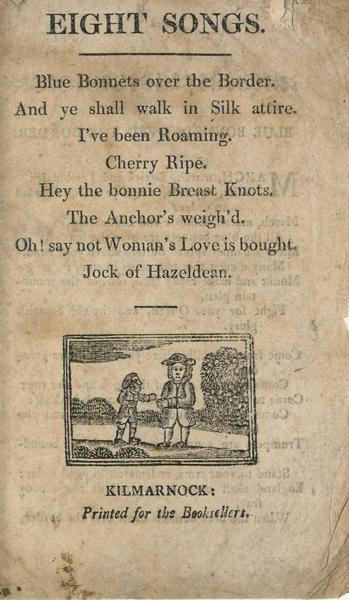 EIGHT SONGS.
Blue Bonnets over the Border.
And ye shall walk in Silk attire.
I've been Roaming.
Cherry Ripe.
Hey the bonnie Breast Knots.
The Anchor's weigh'd.
Oh! say not Woman's Love is bought.
Jock of Hazeldean.
KILMARNOCK:
Printed for the Booksellers.